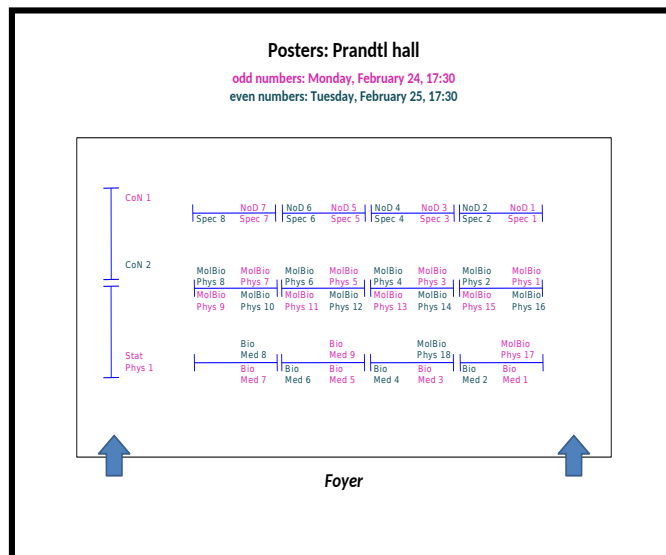 Posters: Prandtl hall
odd numbers: Monday, February 24, 17:30
even numbers: Tuesday, February 25, 17:30
CoN 1
NoD 7 NoD 6 NoD 5 NoD 4 NoD 3 NoD 2 NoD 1
Spec 8 Spec 7 Spec 6 Spec 5 Spec 4 Spec 3 Spec 2 Spec 1
CoN 2
MolBio MolBio MolBio MolBio MolBio MolBio MolBio MolBio
Phys 8 Phys 7 Phys 6 Phys 5 Phys 4 Phys 3 Phys 2 Phys 1
MolBio MolBio MolBio MolBio MolBio MolBio MolBio MolBio
Phys 9 Phys 10 Phys 11 Phys 12 Phys 13 Phys 14 Phys 15 Phys 16
Bio Bio MolBio MolBio
Med 8 Med 9 Phys 18 Phys 17
Stat
Phys 1
Bio Bio Bio Bio Bio Bio Bio
Med 7 Med 6 Med 5 Med 4 Med 3 Med 2 Med 1
Foyer